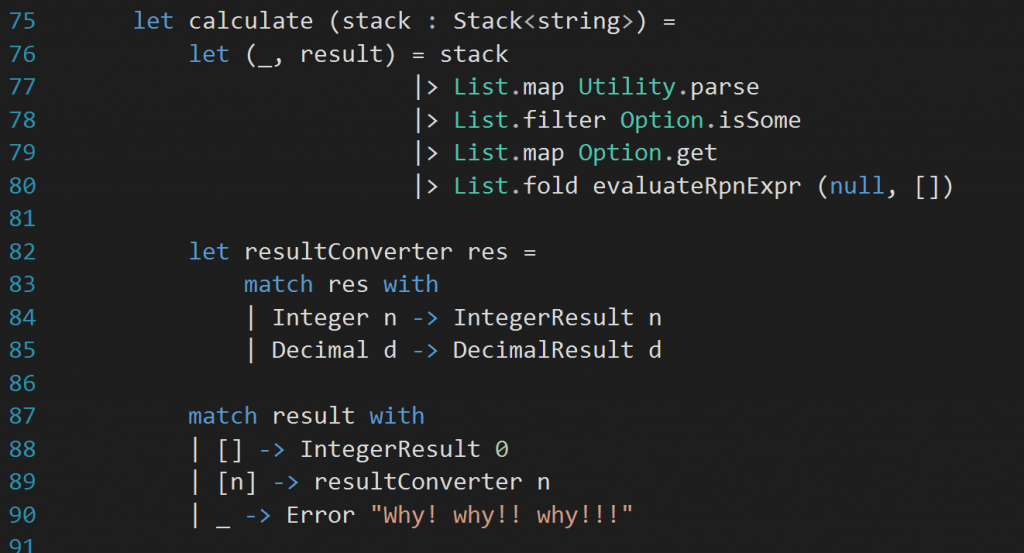 75 let calculate (stack : Stack<string>) =
76 let (_, result) = stack
77 |> List.map Utility.parse
78 |> List.filter Option.isSome
79 |> List.map Option.get
80 |> List.fold evaluateRpnExpr (null, [])
81
82 let resultConverter res =
83 match res with
84 | Integer n -> IntegerResult n
85 | Decimal d -> DecimalResult d
86
87 match result with
88 | [] -> IntegerResult 0
89 | [n] -> resultConverter n
90 | _ -> Error "Why! why!! why!!!"
91